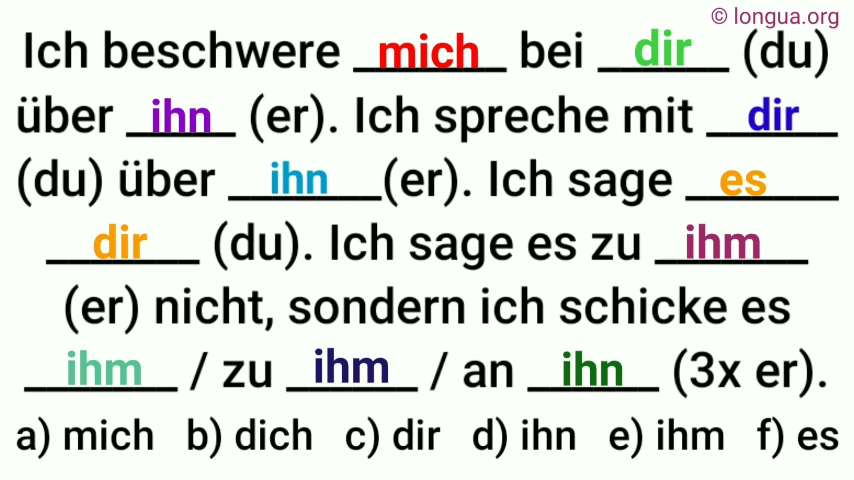 © longua.org
Ich beschwere mich bei dir (du)
über ihn (er). Ich spreche mit dir
(du) über ihn (er). Ich sage es
dir (du). Ich sage es zu ihm
(er) nicht, sondern ich schicke es
ihm / zu ihm / an ihn (3x er).
a) mich b) dich c) dir d) ihn e) ihm f) es